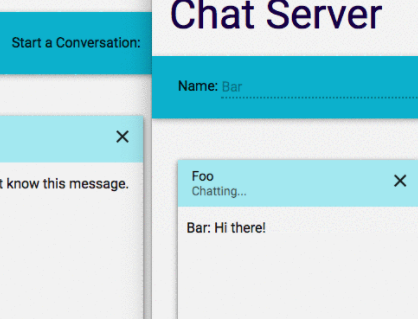 Start a Conversation:
t know this message.
Chat Server
Name: Bar
Foo
Chatting...
Bar: Hi there!